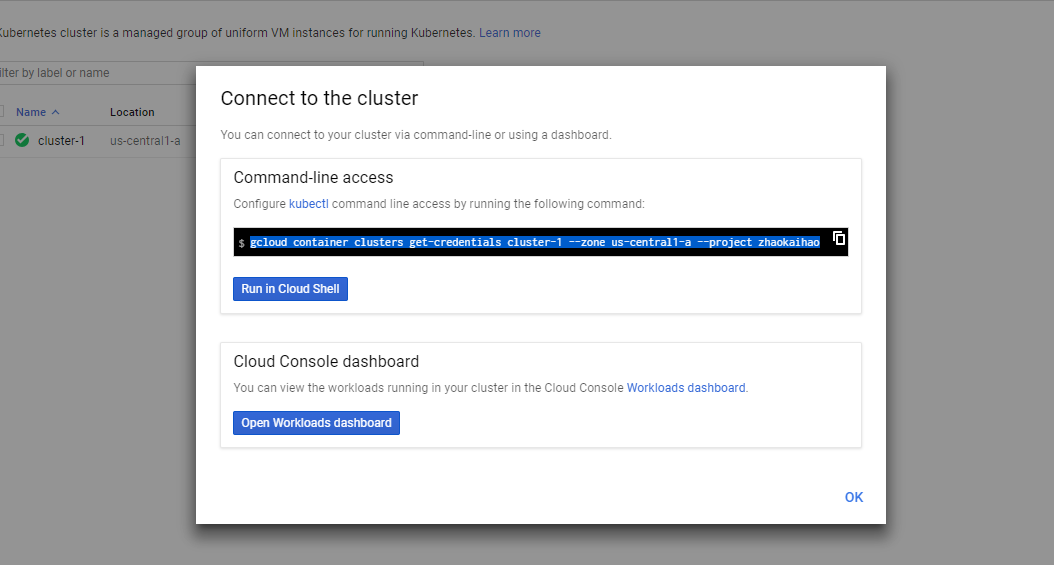 Kubernetes cluster is a managed group of uniform VM instances for running Kubernetes. Learn more
ilter by label or name
Name Location
cluster-1 us-central1-a
Connect to the cluster
You can connect to your cluster via command-line or using a dashboard.
Command-line access
Configure kubectl command line access by running the following command:
$ gcloud container clusters get-credentials cluster-1 --zone us-central1-a --project zhaokaihao
Run in Cloud Shell
Cloud Console dashboard
You can view the workloads running in your cluster in the Cloud Console Workloads dashboard.
Open Workloads dashboard
OK